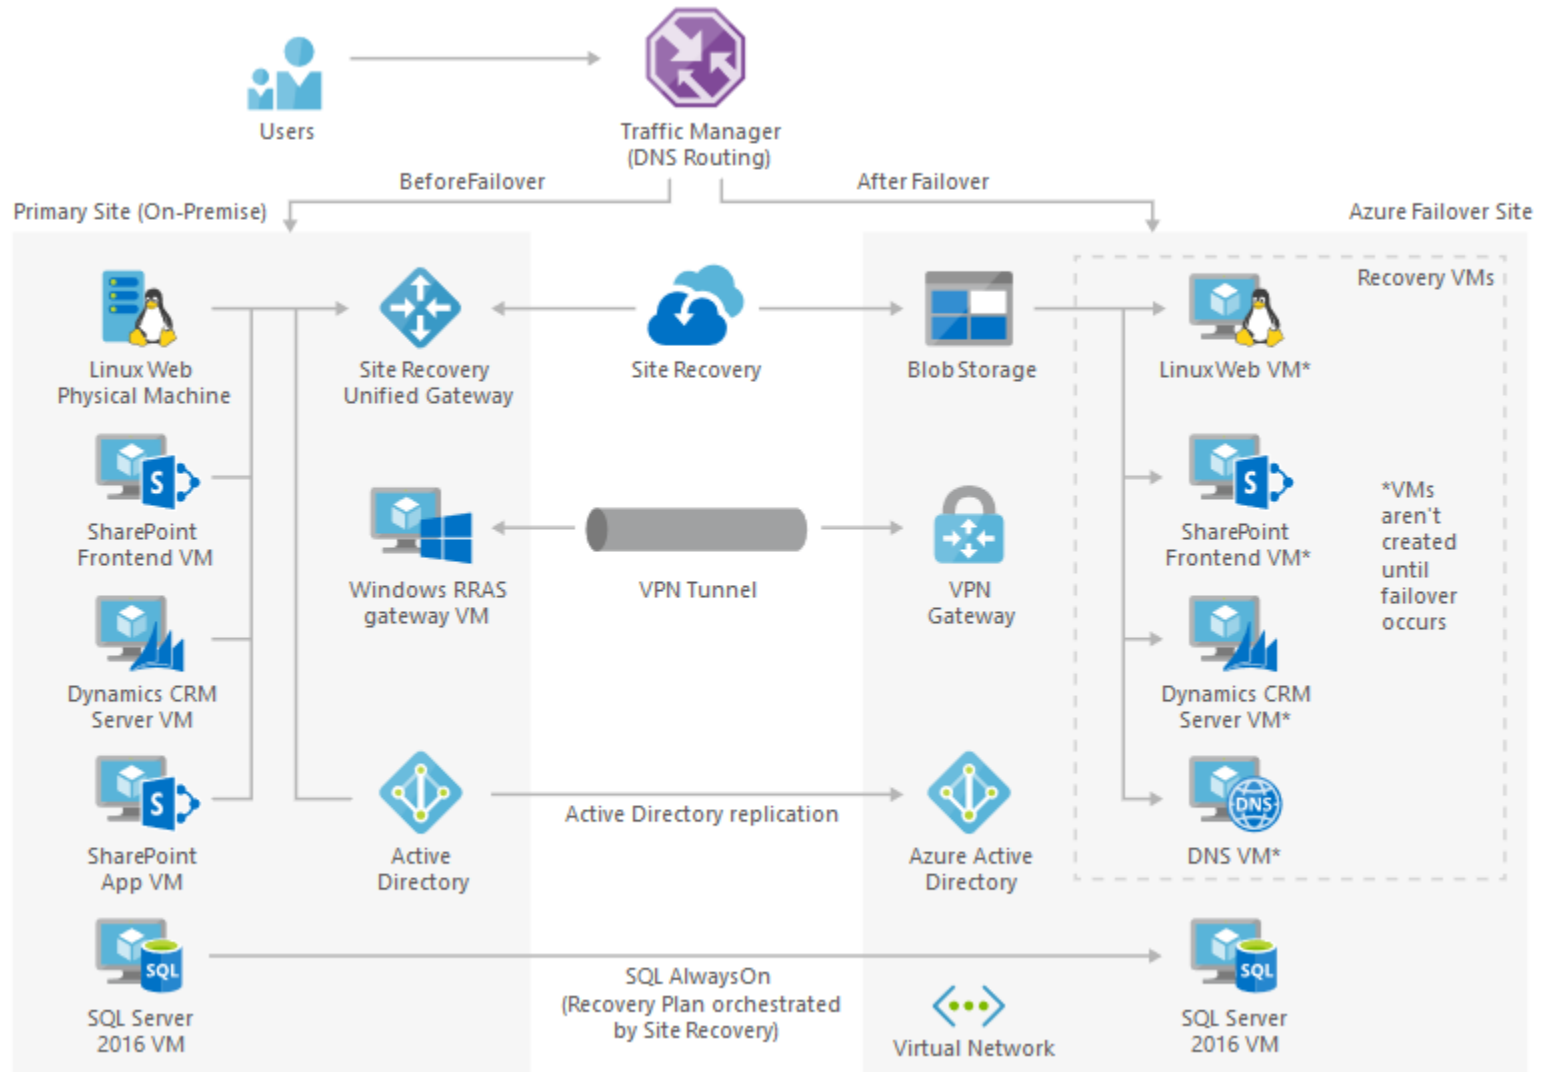 Users
Traffic Manager
(DNS Routing)
BeforeFailover
After Failover
Primary Site (On-Premise)
Azure Failover Site
Recovery VMs
Linux Web
Physical Machine
Site Recovery
Unified Gateway
Site Recovery
Blob Storage
LinuxWeb VM*
S
SharePoint
Frontend VM
Windows RRAS
gateway VM
VPN Tunnel
VPN
Gateway
S
SharePoint
Frontend VM*
*VMs
aren't
created
until
failover
occurs
Dynamics CRM
Server VM
Dynamics CRM
Server VM*
S
SharePoint
App VM
Active
Directory
Active Directory replication
Azure Active
Directory
DNS
DNS VM*
SQL
SQL Server
2016 VM
SQL AlwaysOn
(Recovery Plan orchestrated
by Site Recovery)
Virtual Network
SQL
SQL Server
2016 VM